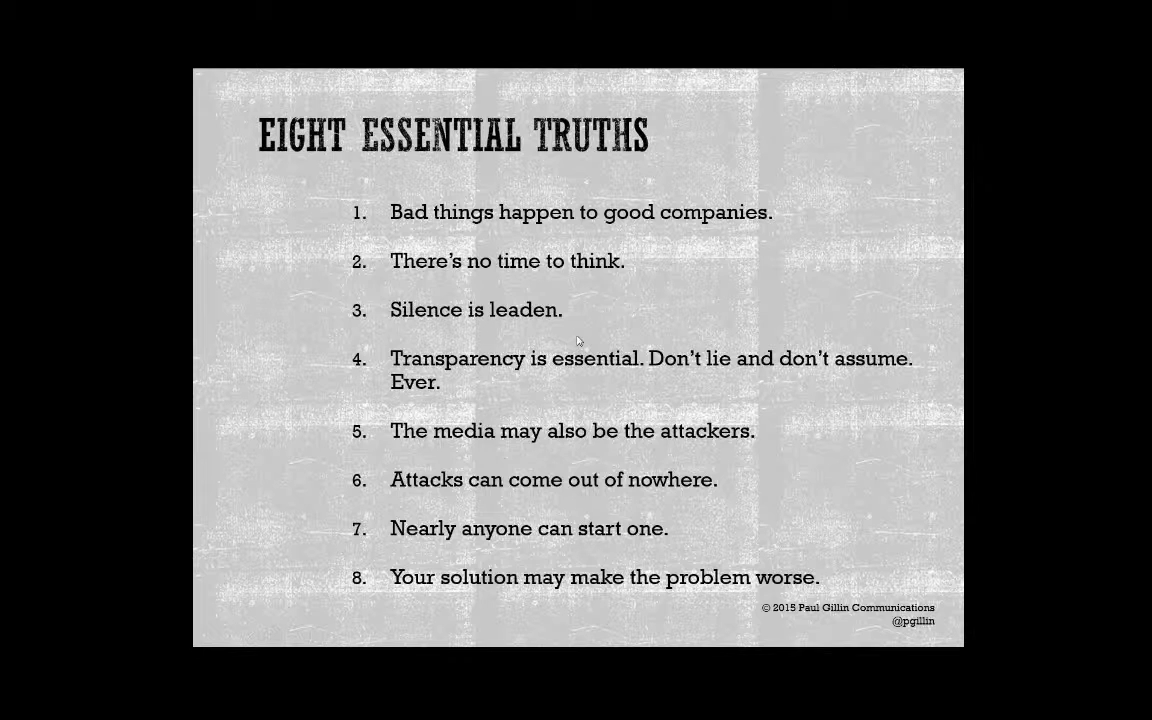 EIGHT ESSENTIAL TRUTHS
1. Bad things happen to good companies.
2. There’s no time to think.
3. Silence is leaden.
4. Transparency is essential. Don’t lie and don’t assume.
Ever.
5. The media may also be the attackers.
6. Attacks can come out of nowhere.
7. Nearly anyone can start one.
8. Your solution may make the problem worse.
© 2015 Paul Gillin Communications
@pgillin